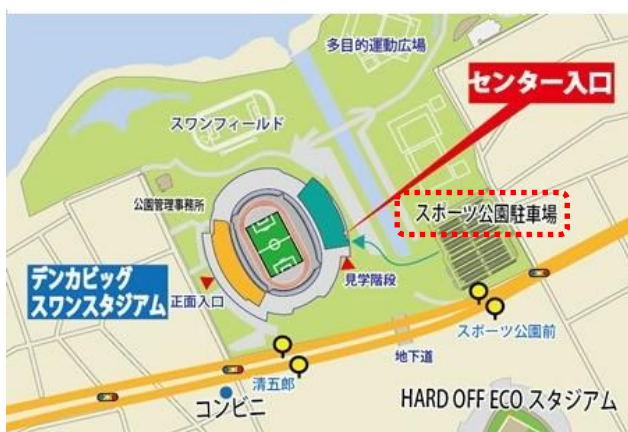 多目的運動広場
センター入口
スワンフィールド
公園管理事務所
スポーツ公園駐車場
デンカビッグ
スワンスタジアム
正面入口
見学階段
スポーツ公園前
地下道
清五郎
コンビニ
HARD OFF ECO スタジアム